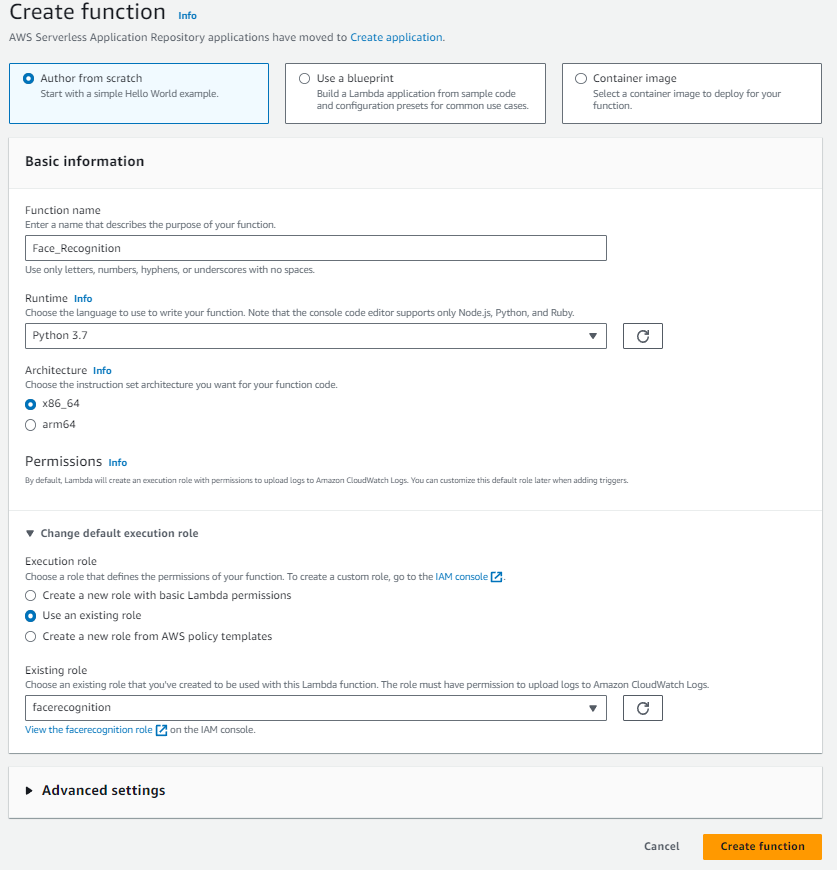 Create function Info
AWS Serverless Application Repository applications have moved to Create application.
Author from scratch
Start with a simple Hello World example.
Use a blueprint
Build a Lambda application from sample code
and configuration presets for common use cases.
Container image
Select a container image to deploy for your
function.
Basic information
Function name
Enter a name that describes the purpose of your function.
Face_Recognition
Use only letters, numbers, hyphens, or underscores with no spaces.
Runtime Info
Choose the language to use to write your function. Note that the console code editor supports only Node.js, Python, and Ruby.
Python 3.7
Architecture Info
Choose the instruction set architecture you want for your function code.
x86_64
arm64
Permissions Info
By default, Lambda will create an execution role with permissions to upload logs to Amazon CloudWatch Logs. You can customize this default role later when adding triggers.
Change default execution role
Execution role
Choose a role that defines the permissions of your function. To create a custom role, go to the IAM console.
Create a new role with basic Lambda permissions
Use an existing role
Create a new role from AWS policy templates
Existing role
Choose an existing role that you've created to be used with this Lambda function. The role must have permission to upload logs to Amazon CloudWatch Logs.
facerecognition
View the facerecognition role on the IAM console.
Advanced settings
Cancel
Create function